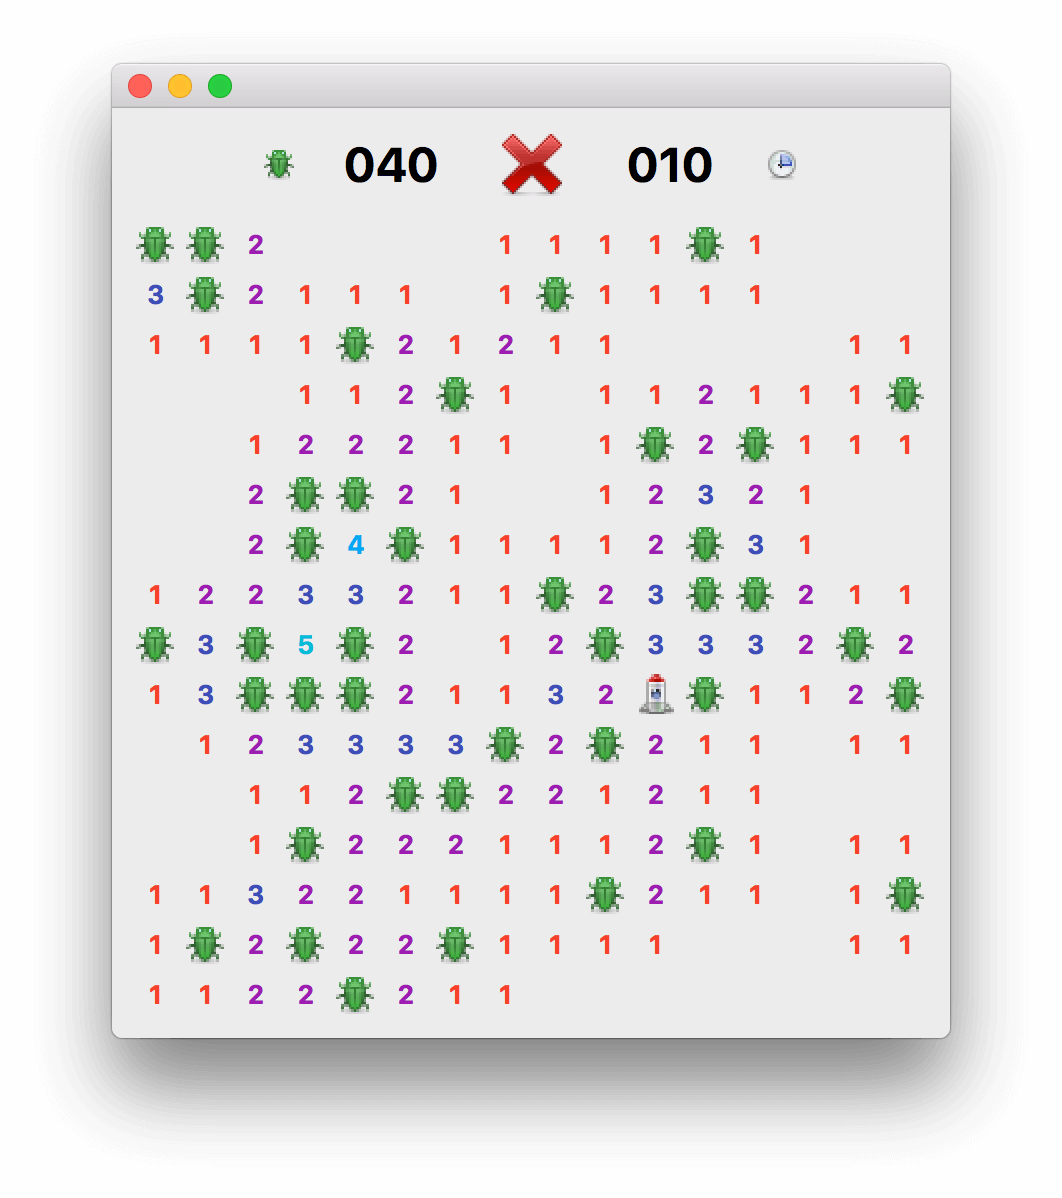 040 010
2 1 1 1 1 1
3 2 1 1 1 1 1 1 1 1
1 1 1 1 2 1 2 1 1 1 1
1 1 2 1 1 1 2 1 1 1
1 2 2 2 1 1 1 2 1 1 1
2 2 1 1 2 3 2 1
2 4 1 1 1 1 2 3 1
1 2 2 3 3 2 1 1 2 3 2 1 1
3 5 2 1 2 3 3 3 2 2
1 3 2 1 1 3 2 1 1 2
1 2 3 3 3 3 2 2 1 1 1 1
1 1 2 2 2 1 2 1 1
1 2 2 2 1 1 1 2 1 1 1
1 1 3 2 2 1 1 1 1 2 1 1 1
1 2 2 2 1 1 1 1 1 1
1 1 2 2 2 1 1